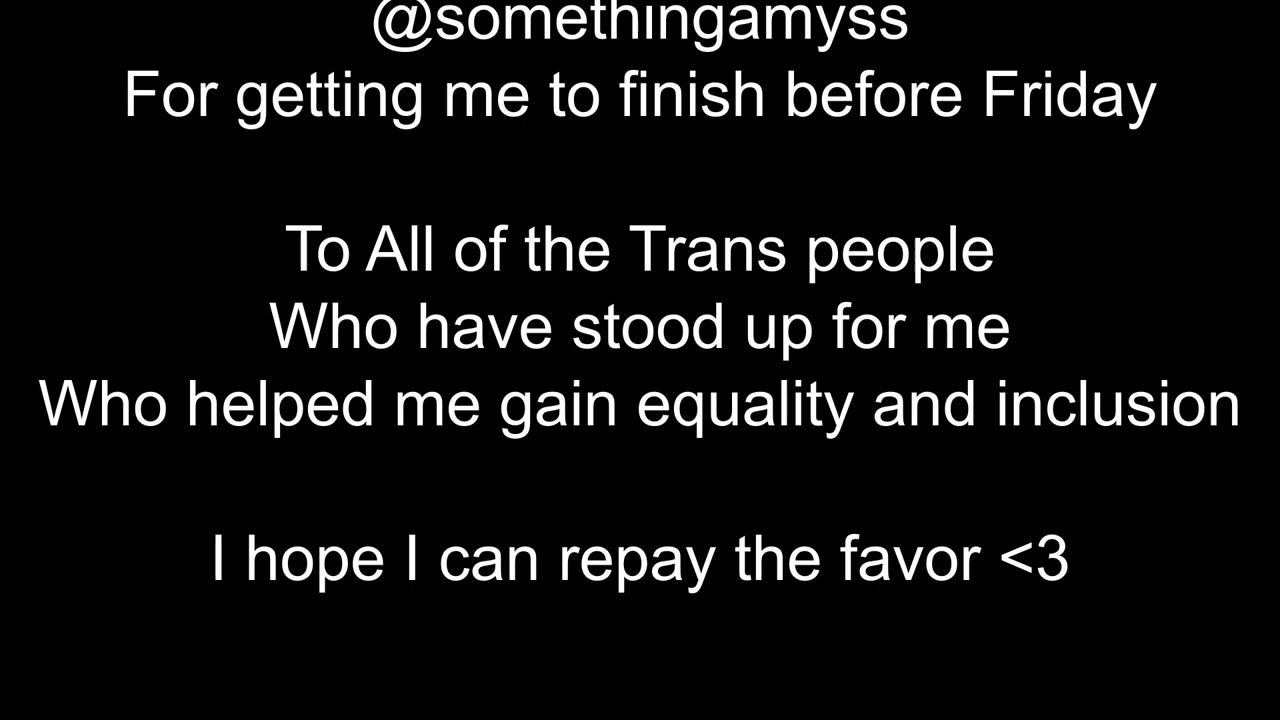 @somethingamyss
For getting me to finish before Friday
To All of the Trans people
Who have stood up for me
Who helped me gain equality and inclusion
I hope I can repay the favor <3